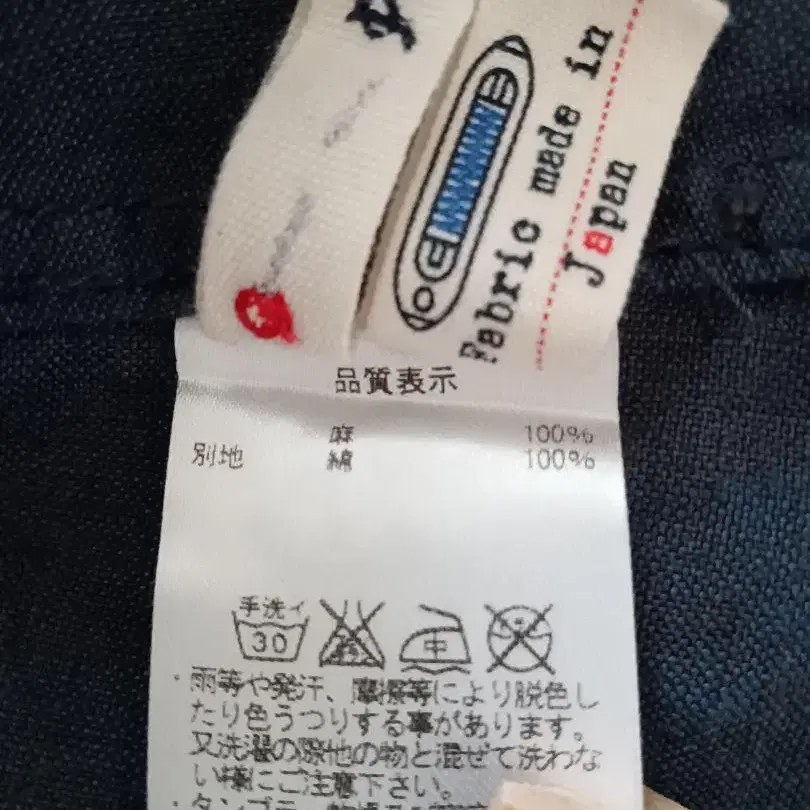 Fabric made in
Japan
品質表示
麻 100%
別地 綿 100%
手洗イ
30
中
・雨等や発汗、摩擦等により脱色し
たり色うつりする事があります。
又洗濯の際他の物と混ぜて洗わな
い様にご注意下さい。